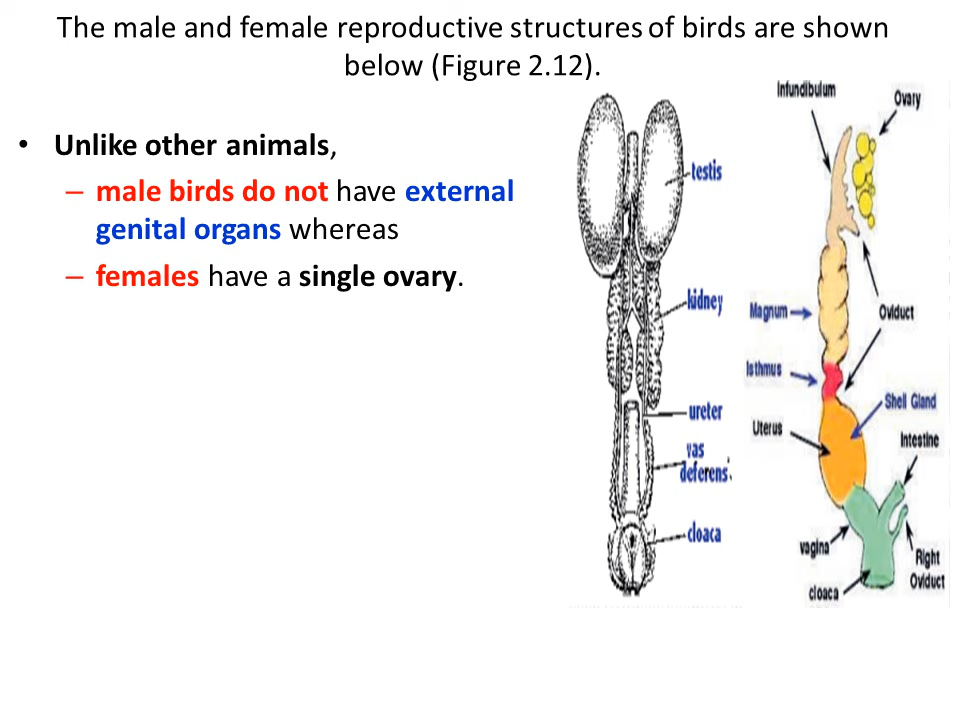 The male and female reproductive structures of birds are shown
below (Figure 2.12).
• Unlike other animals,
– male birds do not have external
genital organs whereas
– females have a single ovary.
testis
kidney
ureter
vas
deferens
cloaca
Infundibulum
Ovary
Magnum
Oviduct
Isthmus
Shell Gland
Uterus
Intestine
vagina
Right
Oviduct
cloaca